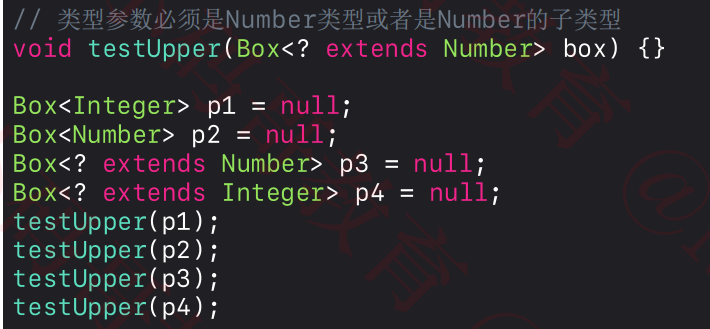 // 类型参数必须是Number类型或者是Number的子类型
void testUpper(Box<? extends Number> box) {}
Box<Integer> p1 = null;
Box<Number> p2 = null;
Box<? extends Number> p3 = null;
Box<? extends Integer> p4 = null;
testUpper(p1);
testUpper(p2);
testUpper(p3);
testUpper(p4);